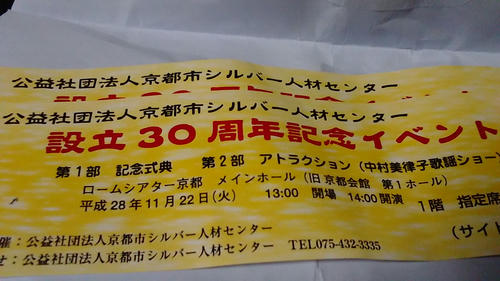 公益社団法人京都市シルバー人材センター
公益社団法人京都市シルバー人材センター
設立30周年記念イベント
第1部 記念式典 第2部 アトラクション(中村美律子歌謡ショー)
ロームシアター京都 メインホール(旧 京都会館 第1ホール)
平成28年11月22日(火) 13:00 開場 14:00開演 1階 指定席
催:公益社団法人京都市シルバー人材センター (サイト
せ:公益社団法人京都市シルバー人材センター TEL075-432-3335